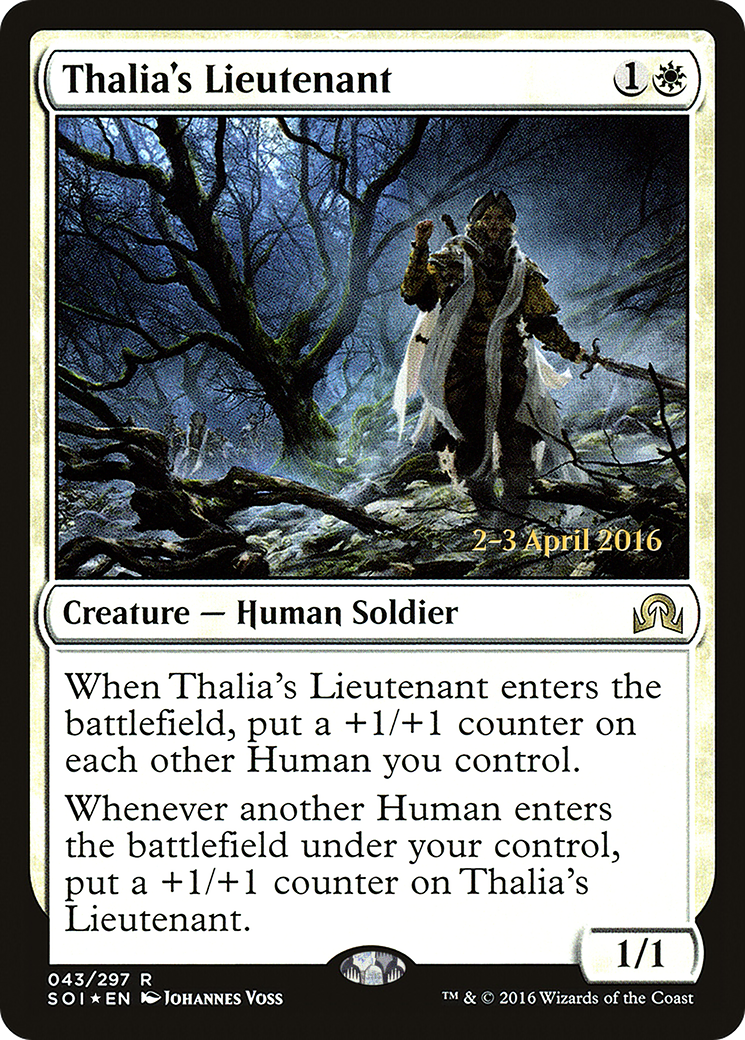 Thalia's Lieutenant 1
2–3 April 2016
Creature — Human Soldier
When Thalia's Lieutenant enters the
battlefield, put a +1/+1 counter on
each other Human you control.
Whenever another Human enters
the battlefield under your control,
put a +1/+1 counter on Thalia's
Lieutenant.
1/1
043/297 R
SOI★EN Johannes Voss
™ & © 2016 Wizards of the Coast